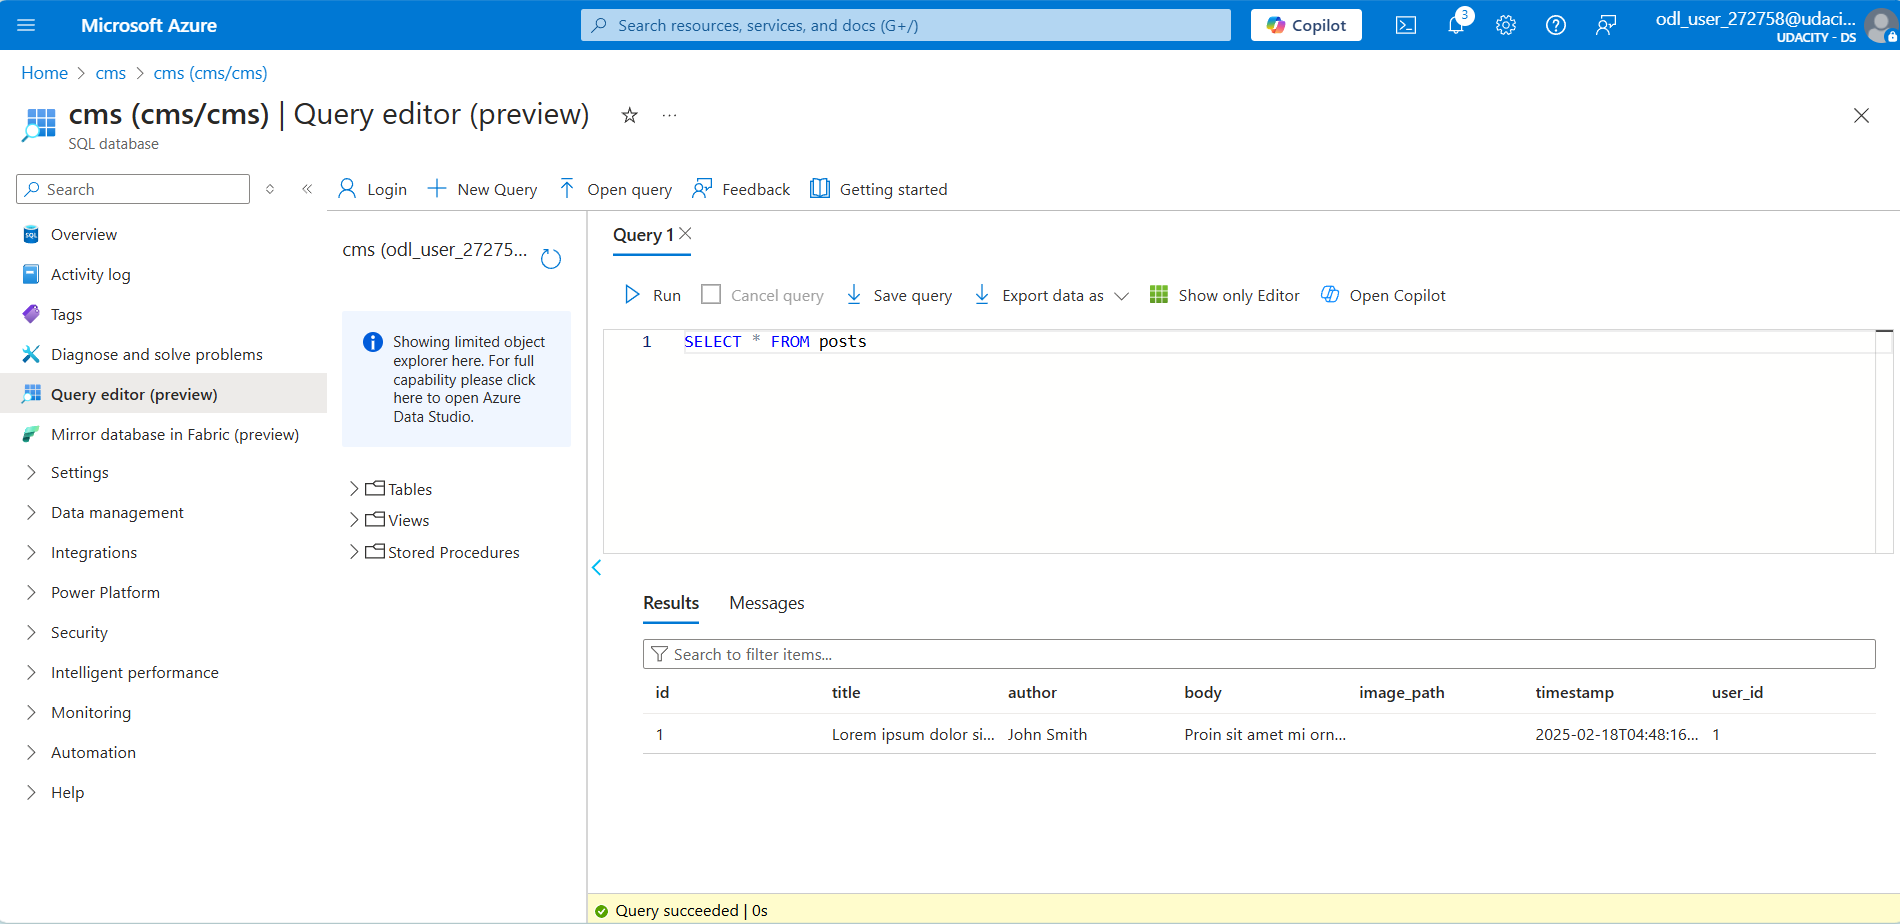 Microsoft Azure
Search resources, services, and docs (G+/)
Copilot
3
odl_user_272758@udaci...
UDACITY - DS
Home > cms > cms (cms/cms)
cms (cms/cms) | Query editor (preview)
...
SQL database
Search
Login
New Query
Open query
Feedback
Getting started
SQL
Overview
Activity log
Tags
Diagnose and solve problems
Query editor (preview)
Mirror database in Fabric (preview)
Settings
Data management
Integrations
Power Platform
Security
Intelligent performance
Monitoring
Automation
Help
cms (odl_user_27275...
Showing limited object
explorer here. For full
capability please click
here to open Azure
Data Studio.
Tables
Views
Stored Procedures
Query 1
Run
Cancel query
Save query
Export data as
Show only Editor
Open Copilot
1 SELECT * FROM posts
Results
Messages
Search to filter items...
id title author body image_path timestamp user_id
1 Lorem ipsum dolor si... John Smith Proin sit amet mi orn... 2025-02-18T04:48:16... 1
Query succeeded | 0s